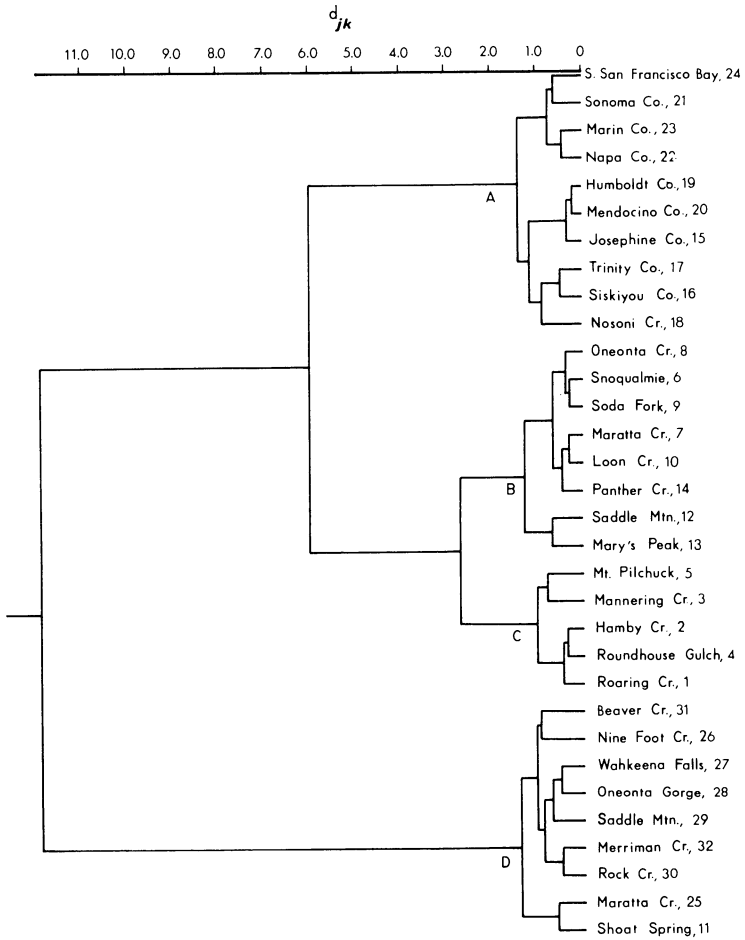 d jk
11.0 10.0 9.0 8.0 7.0 6.0 5.0 4.0 3.0 2.0 1.0 0
S. San Francisco Bay, 24
Sonoma Co., 21
Marin Co., 23
Napa Co., 22
A
Humboldt Co., 19
Mendocino Co., 20
Josephine Co., 15
Trinity Co., 17
Siskiyou Co., 16
Nosoni Cr., 18
Oneonta Cr., 8
Snoqualmie, 6
Soda Fork, 9
Maratta Cr., 7
Loon Cr., 10
B
Panther Cr., 14
Saddle Mtn., 12
Mary's Peak, 13
Mt. Pilchuck, 5
Mannering Cr., 3
Hamby Cr., 2
C
Roundhouse Gulch, 4
Roaring Cr., 1
Beaver Cr., 31
Nine Foot Cr., 26
Wahkeena Falls, 27
Oneonta Gorge, 28
Saddle Mtn., 29
Merriman Cr., 32
D
Rock Cr., 30
Maratta Cr., 25
Shoat Spring, 11